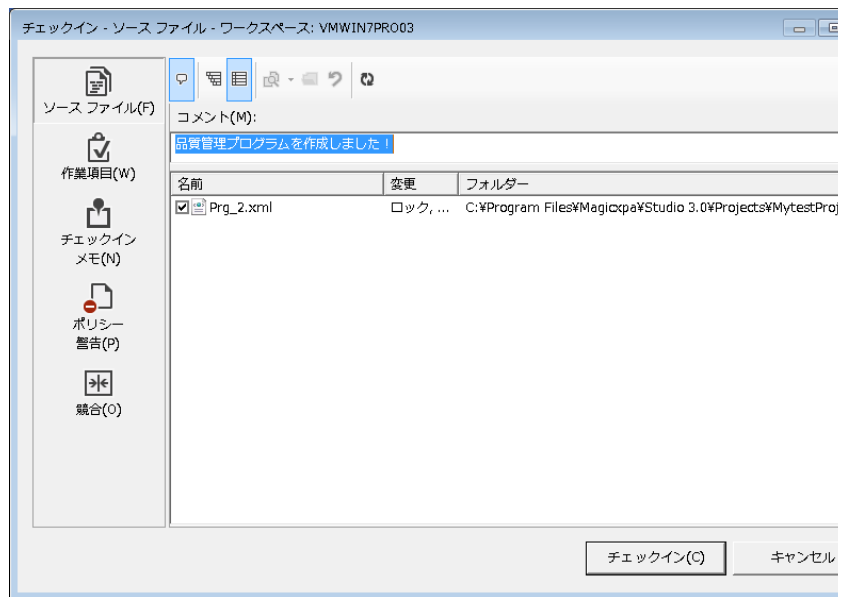 チェックイン - ソース ファイル - ワークスペース: VMWIN7PRO03
ソース ファイル(F)
作業項目(W)
チェックイン
メモ(N)
ポリシー
警告(P)
競合(O)
コメント(M):
品質管理プログラムを作成しました！
名前 変更 フォルダー
Prg_2.xml ロック, ... C:¥Program Files¥Magicxpa¥Studio 3.0¥Projects¥MytestProj
チェックイン(C) キャンセル